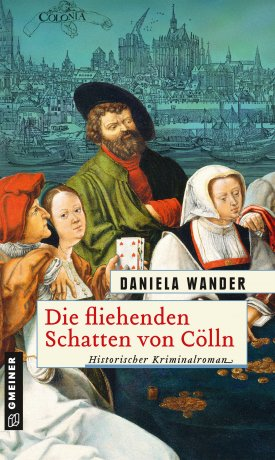 COLONIA
DANIELA WANDER
Die fliehenden
Schatten von Cölln
Historischer Kriminalroman
GMEINER